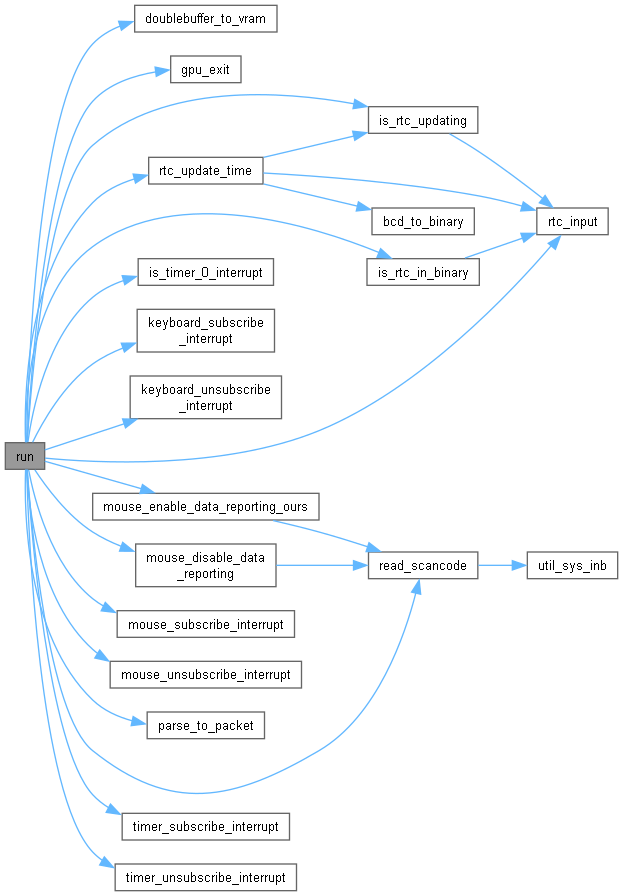 doublebuffer_to_vram
gpu_exit
is_rtc_updating
rtc_update_time
bcd_to_binary
rtc_input
is_rtc_in_binary
is_timer_0_interrupt
keyboard_subscribe
_interrupt
keyboard_unsubscribe
_interrupt
run
mouse_enable_data_reporting_ours
mouse_disable_data
_reporting
read_scancode
util_sys_inb
mouse_subscribe_interrupt
mouse_unsubscribe_interrupt
parse_to_packet
timer_subscribe_interrupt
timer_unsubscribe_interrupt